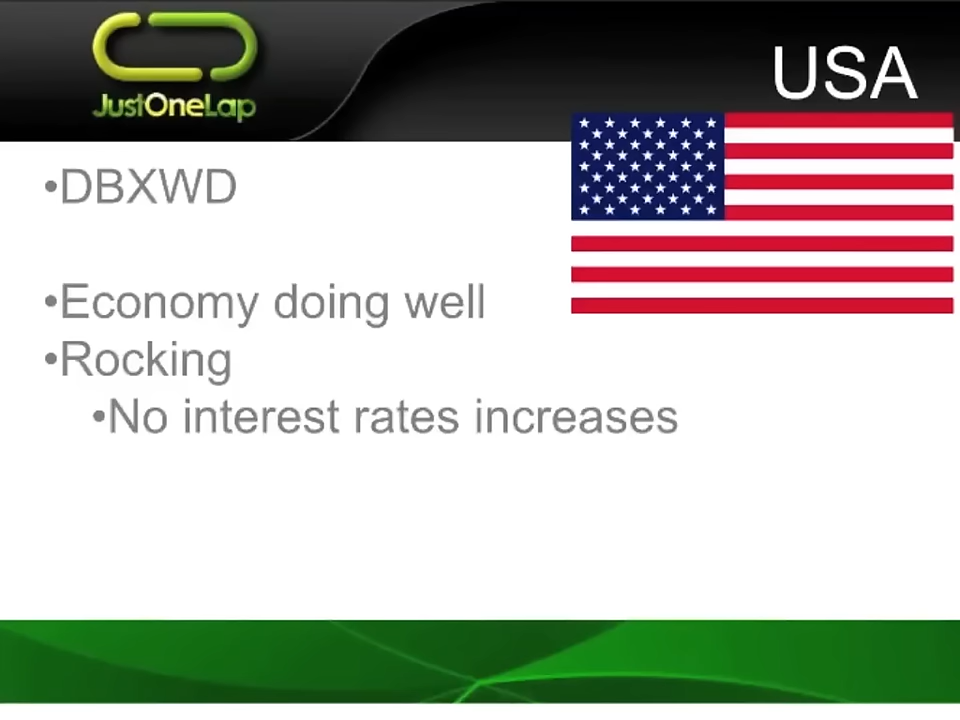 JustOneLap
USA
•DBXWD
•Economy doing well
•Rocking
•No interest rates increases